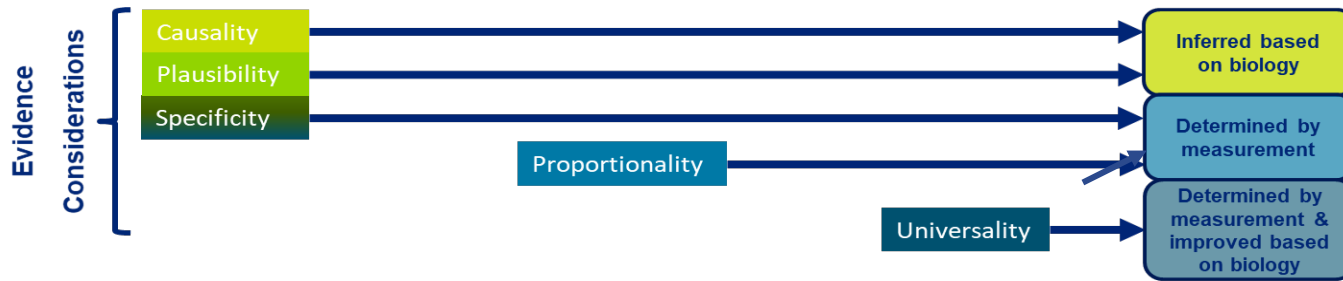 Evidence
Considerations
Causality
Plausibility
Specificity
Proportionality
Universality
Inferred based
on biology
Determined by
measurement
Determined by
measurement &
improved based
on biology